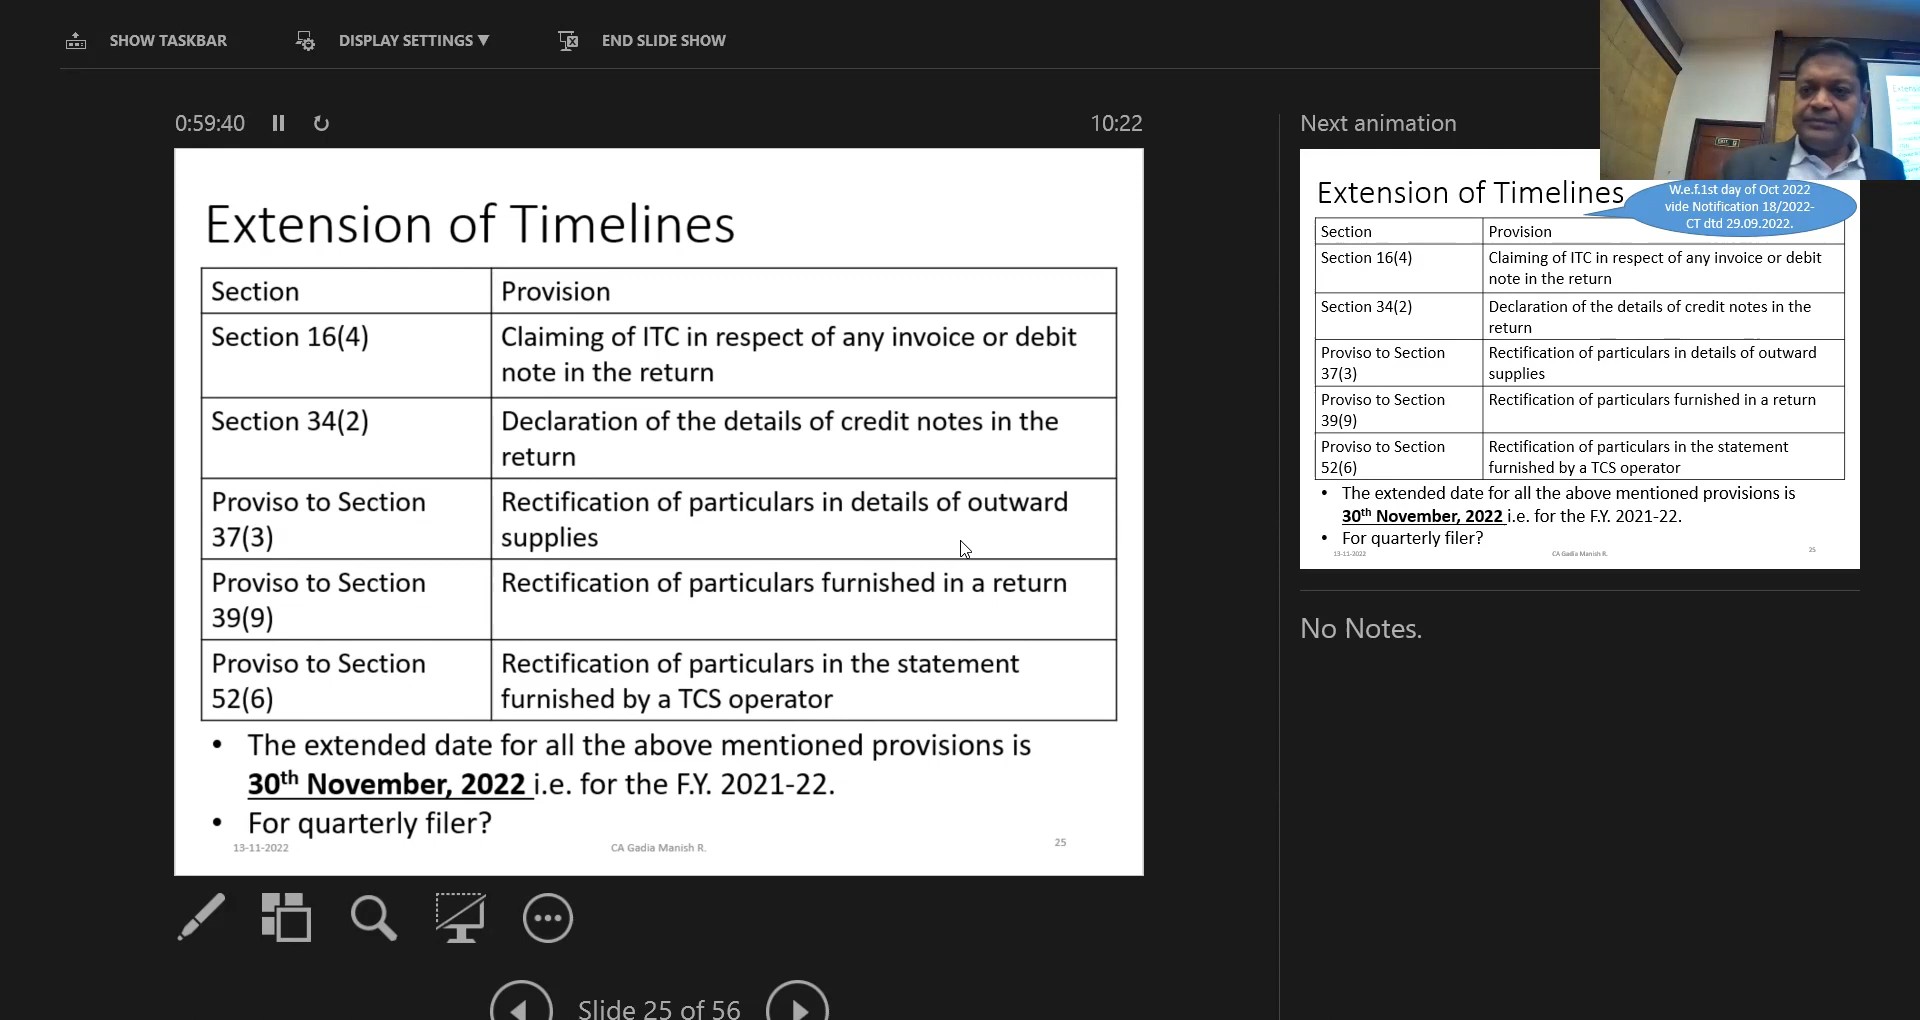 SHOW TASKBAR
DISPLAY SETTINGS ▼
END SLIDE SHOW
0:59:40
10:22
Extension of Timelines
Section Provision
Section 16(4) Claiming of ITC in respect of any invoice or debit
note in the return
Section 34(2) Declaration of the details of credit notes in the
return
Proviso to Section Rectification of particulars in details of outward
37(3) supplies
Proviso to Section Rectification of particulars furnished in a return
39(9)
Proviso to Section Rectification of particulars in the statement
52(6) furnished by a TCS operator
• The extended date for all the above mentioned provisions is
30th November, 2022 i.e. for the F.Y. 2021-22.
• For quarterly filer?
13-11-2022 CA Gadia Manish R. 25
Slide 25 of 56
Next animation
Extension of Timelines
W.e.f.1st day of Oct 2022
vide Notification 18/2022-
CT dtd 29.09.2022.
Section Provision
Section 16(4) Claiming of ITC in respect of any invoice or debit
note in the return
Section 34(2) Declaration of the details of credit notes in the
return
Proviso to Section Rectification of particulars in details of outward
37(3) supplies
Proviso to Section Rectification of particulars furnished in a return
39(9)
Proviso to Section Rectification of particulars in the statement
52(6) furnished by a TCS operator
• The extended date for all the above mentioned provisions is
30th November, 2022 i.e. for the F.Y. 2021-22.
• For quarterly filer?
13-11-2022 CA Gadia Manish R. 25
No Notes.